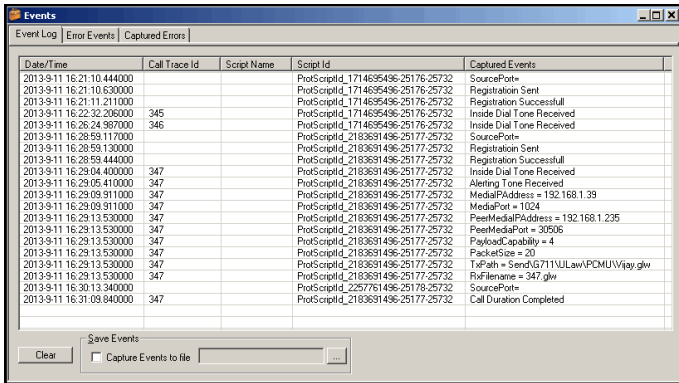 Events
Event Log Error Events Captured Errors
Date/Time Call Trace Id Script Name Script Id Captured Events
2013-9-11 16:21:10.444000 ProtScriptId_1714695496-25176-25732 SourcePort=
2013-9-11 16:21:10.630000 ProtScriptId_1714695496-25176-25732 Registratioin Sent
2013-9-11 16:21:11.211000 ProtScriptId_1714695496-25176-25732 Registration Successfull
2013-9-11 16:22:32.206000 345 ProtScriptId_1714695496-25176-25732 Inside Dial Tone Received
2013-9-11 16:26:24.987000 346 ProtScriptId_1714695496-25176-25732 Inside Dial Tone Received
2013-9-11 16:28:59.117000 ProtScriptId_2183691496-25177-25732 SourcePort=
2013-9-11 16:28:59.130000 ProtScriptId_2183691496-25177-25732 Registratioin Sent
2013-9-11 16:28:59.444000 ProtScriptId_2183691496-25177-25732 Registration Successfull
2013-9-11 16:29:04.400000 347 ProtScriptId_2183691496-25177-25732 Inside Dial Tone Received
2013-9-11 16:29:05.410000 347 ProtScriptId_2183691496-25177-25732 Alerting Tone Received
2013-9-11 16:29:09.911000 347 ProtScriptId_2183691496-25177-25732 MediaIPAddress = 192.168.1.39
2013-9-11 16:29:09.911000 347 ProtScriptId_2183691496-25177-25732 MediaPort = 1024
2013-9-11 16:29:13.530000 347 ProtScriptId_2183691496-25177-25732 PeerMediaIPAddress = 192.168.1.235
2013-9-11 16:29:13.530000 347 ProtScriptId_2183691496-25177-25732 PeerMediaPort = 30506
2013-9-11 16:29:13.530000 347 ProtScriptId_2183691496-25177-25732 PayloadCapability = 4
2013-9-11 16:29:13.530000 347 ProtScriptId_2183691496-25177-25732 PacketSize = 20
2013-9-11 16:29:13.530000 347 ProtScriptId_2183691496-25177-25732 TxPath = Send\G711\ULaw\PCMU\Vijay.glw
2013-9-11 16:29:13.530000 347 ProtScriptId_2183691496-25177-25732 RxFilename = 347.glw
2013-9-11 16:30:13.340000 ProtScriptId_2257761496-25178-25732 SourcePort=
2013-9-11 16:31:09.840000 347 ProtScriptId_2183691496-25177-25732 Call Duration Completed
Save Events
Clear Capture Events to file ...